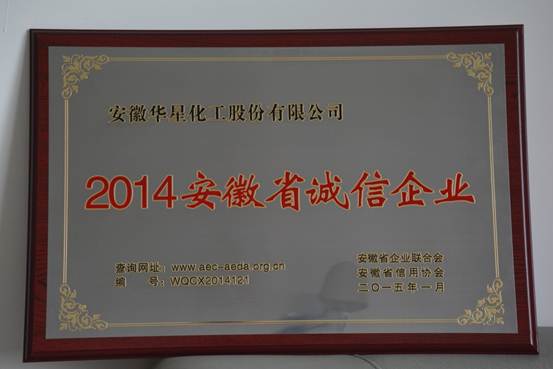 安徽华星化工股份有限公司
2014安徽省诚信企业
查询网址：www.aec-aeda.org.cn
编　　号：WQCX2014121
安徽省企业联合会
安徽省信用协会
二〇一五年一月